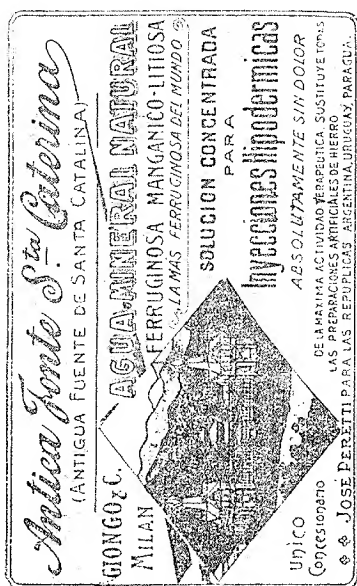 Antica Fonte Sta Caterina
(ANTIGUA FUENTE DE SANTA CATALINA)
GIONGO z C.
MILAN
AGUA-MINERAL NATURAL
FERRUGINOSA MANGANICO-LITIOSA
LA MAS FERRUGINOSA DEL MUNDO
SOLUCION CONCENTRADA
PARA
Inyecciones Hipodermicas
ABSOLUTAMENTE SIN DOLOR
DE LA MAXIMA ACTIVIDAD TERAPEUTICA, SUSTITUYE TODAS
LAS PREPARACIONES ARTIFICIALES DE HIERRO
Unico
Concesionario
JOSE PERETTI PARA LAS REPUBLICAS ARGENTINA, URUGUAY, PARAGUA